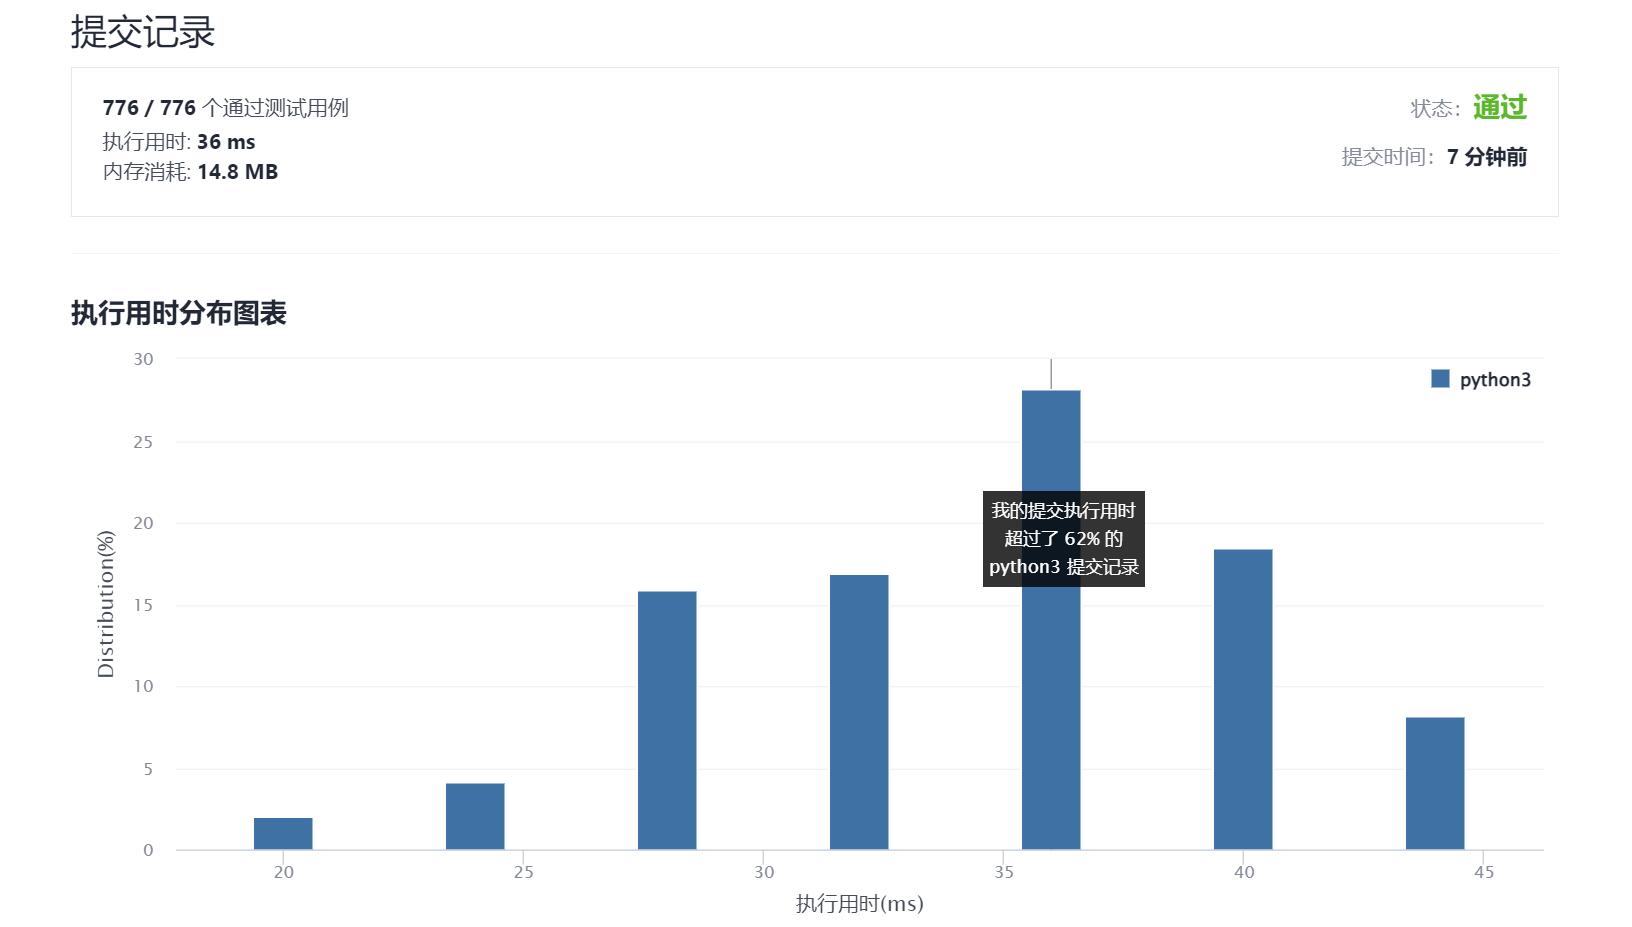 提交记录
776 / 776 个通过测试用例
状态：通过
执行用时: 36 ms
提交时间：7 分钟前
内存消耗: 14.8 MB
执行用时分布图表
30
python3
25
20
15
10
5
0
Distribution(%)
我的提交执行用时
超过了 62% 的
python3 提交记录
20 25 30 35 40 45
执行用时(ms)